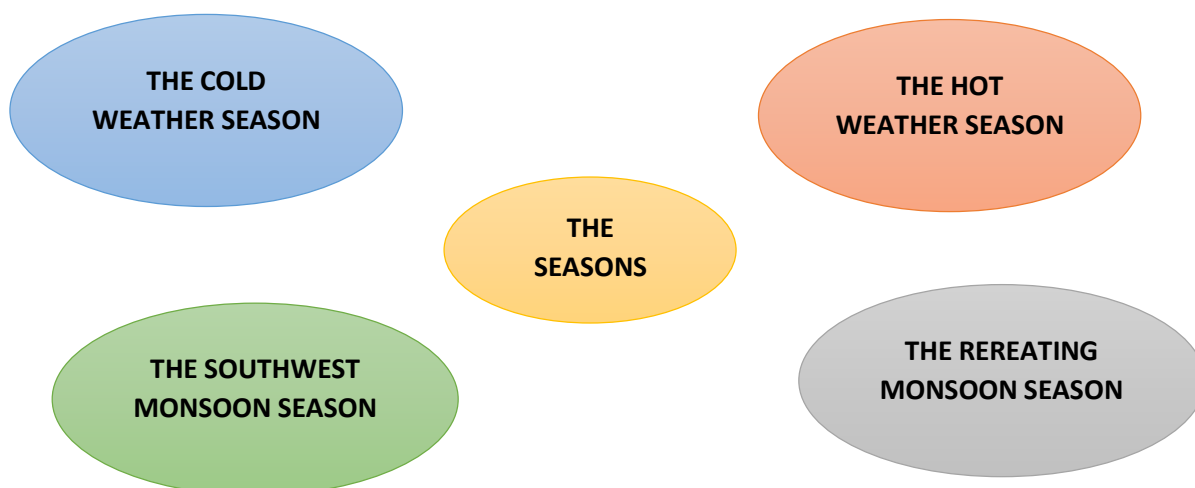 THE COLD
WEATHER SEASON
THE HOT
WEATHER SEASON
THE
SEASONS
THE SOUTHWEST
MONSOON SEASON
THE REREATING
MONSOON SEASON